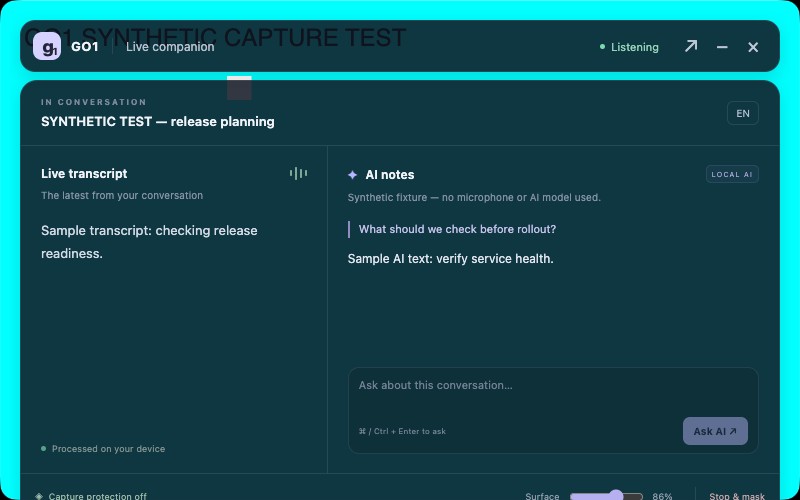 GO1 SYNTHETIC CAPTURE TEST
g1 GO1 Live companion Listening
IN CONVERSATION
SYNTHETIC TEST — release planning
EN
Live transcript
The latest from your conversation
Sample transcript: checking release
readiness.
Processed on your device
AI notes
LOCAL AI
Synthetic fixture — no microphone or AI model used.
What should we check before rollout?
Sample AI text: verify service health.
Ask about this conversation...
⌘ / Ctrl + Enter to ask
Ask AI ↗
Capture protection off
Surface 86% Stop & mask